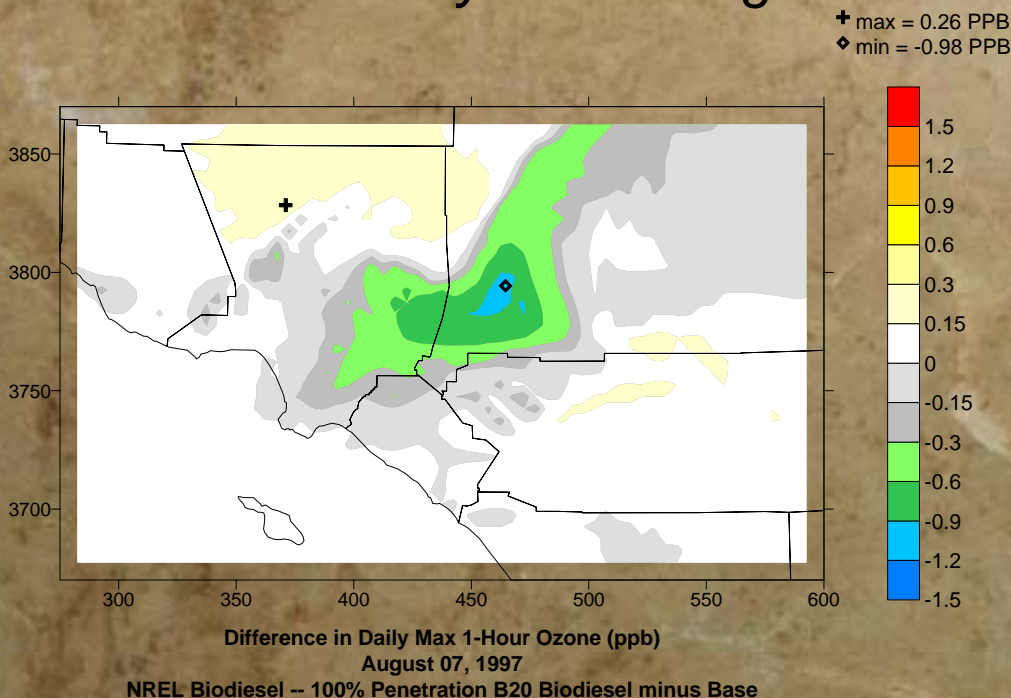 max = 0.26 PPB
min = -0.98 PPB
3850
3800
3750
3700
300 350 400 450 500 550 600
1.5
1.2
0.9
0.6
0.3
0.15
0
-0.15
-0.3
-0.6
-0.9
-1.2
-1.5
Difference in Daily Max 1-Hour Ozone (ppb)
August 07, 1997
NREL Biodiesel -- 100% Penetration B20 Biodiesel minus Base